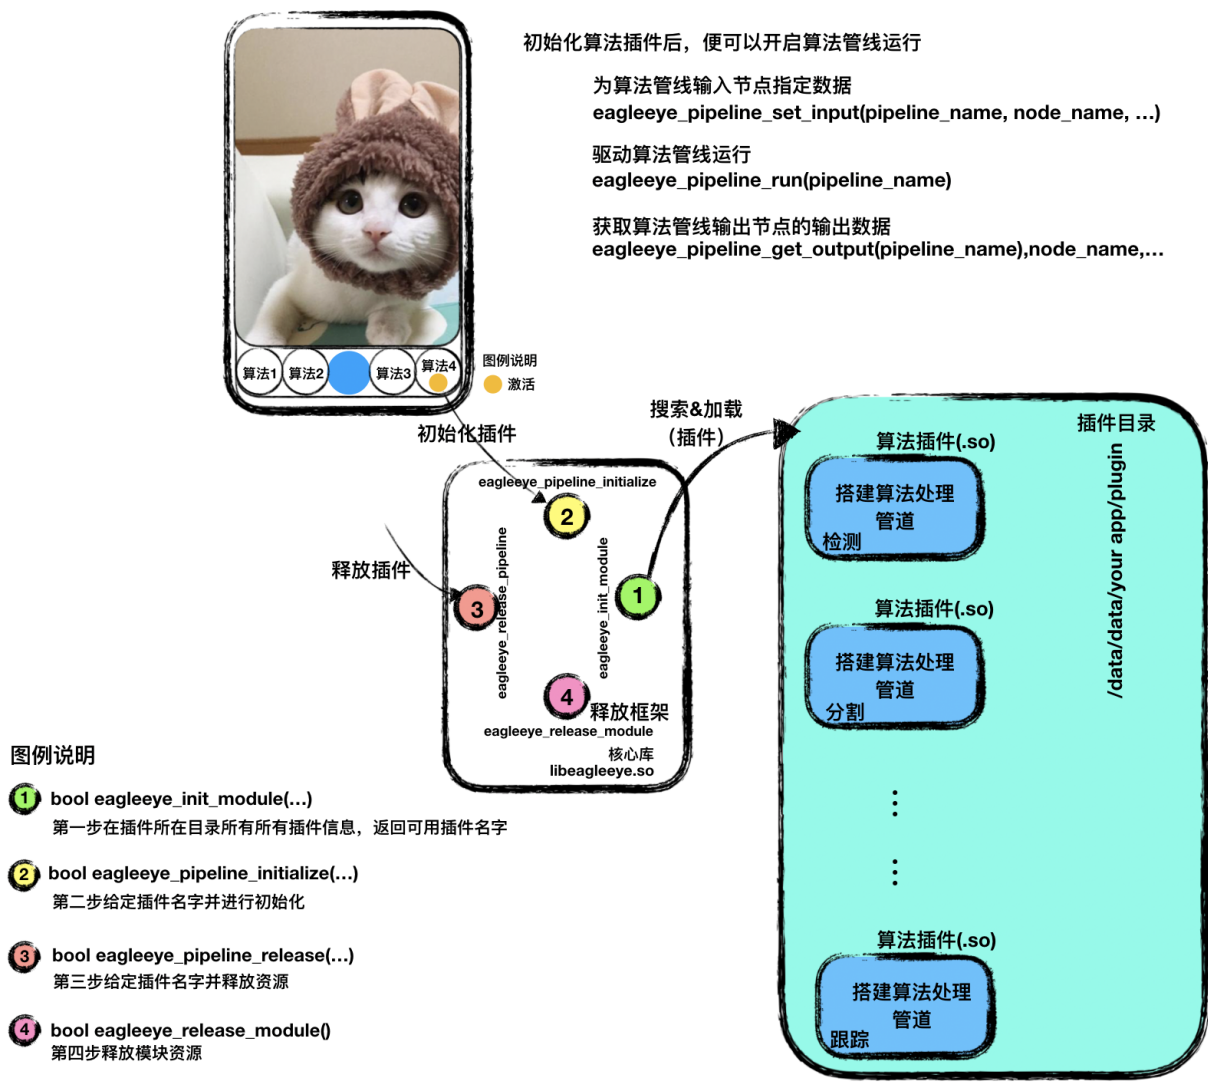 初始化算法插件后，便可以开启算法管线运行
为算法管线输入节点指定数据
eagleeye_pipeline_set_input(pipeline_name, node_name, ...)
驱动算法管线运行
eagleeye_pipeline_run(pipeline_name)
获取算法管线输出节点的输出数据
eagleeye_pipeline_get_output(pipeline_name),node_name,...
算法1
算法2
算法3
算法4
图例说明
激活
初始化插件
搜索&加载
（插件）
释放插件
eagleeye_pipeline_initialize
2
eagleeye_release_pipeline
eagleeye_init_module
3
1
4
释放框架
eagleeye_release_module
核心库
libeagleeye.so
插件目录
/data/data/your app/plugin
算法插件(.so)
搭建算法处理
管道
检测
算法插件(.so)
搭建算法处理
管道
分割
算法插件(.so)
搭建算法处理
管道
跟踪
图例说明
1 bool eagleeye_init_module(...)
第一步在插件所在目录所有所有插件信息，返回可用插件名字
2 bool eagleeye_pipeline_initialize(...)
第二步给定插件名字并进行初始化
3 bool eagleeye_pipeline_release(...)
第三步给定插件名字并释放资源
4 bool eagleeye_release_module()
第四步释放模块资源